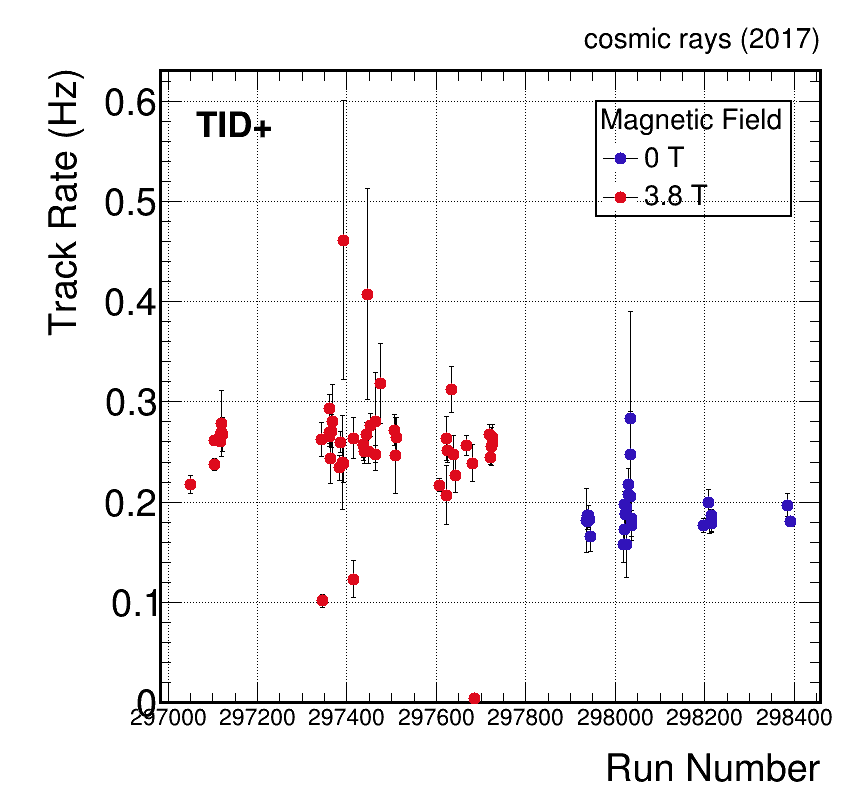 cosmic rays (2017)
Track Rate (Hz)
TID+
Magnetic Field
0 T
3.8 T
0.6
0.5
0.4
0.3
0.2
0.1
0
297000 297200 297400 297600 297800 298000 298200 298400
Run Number